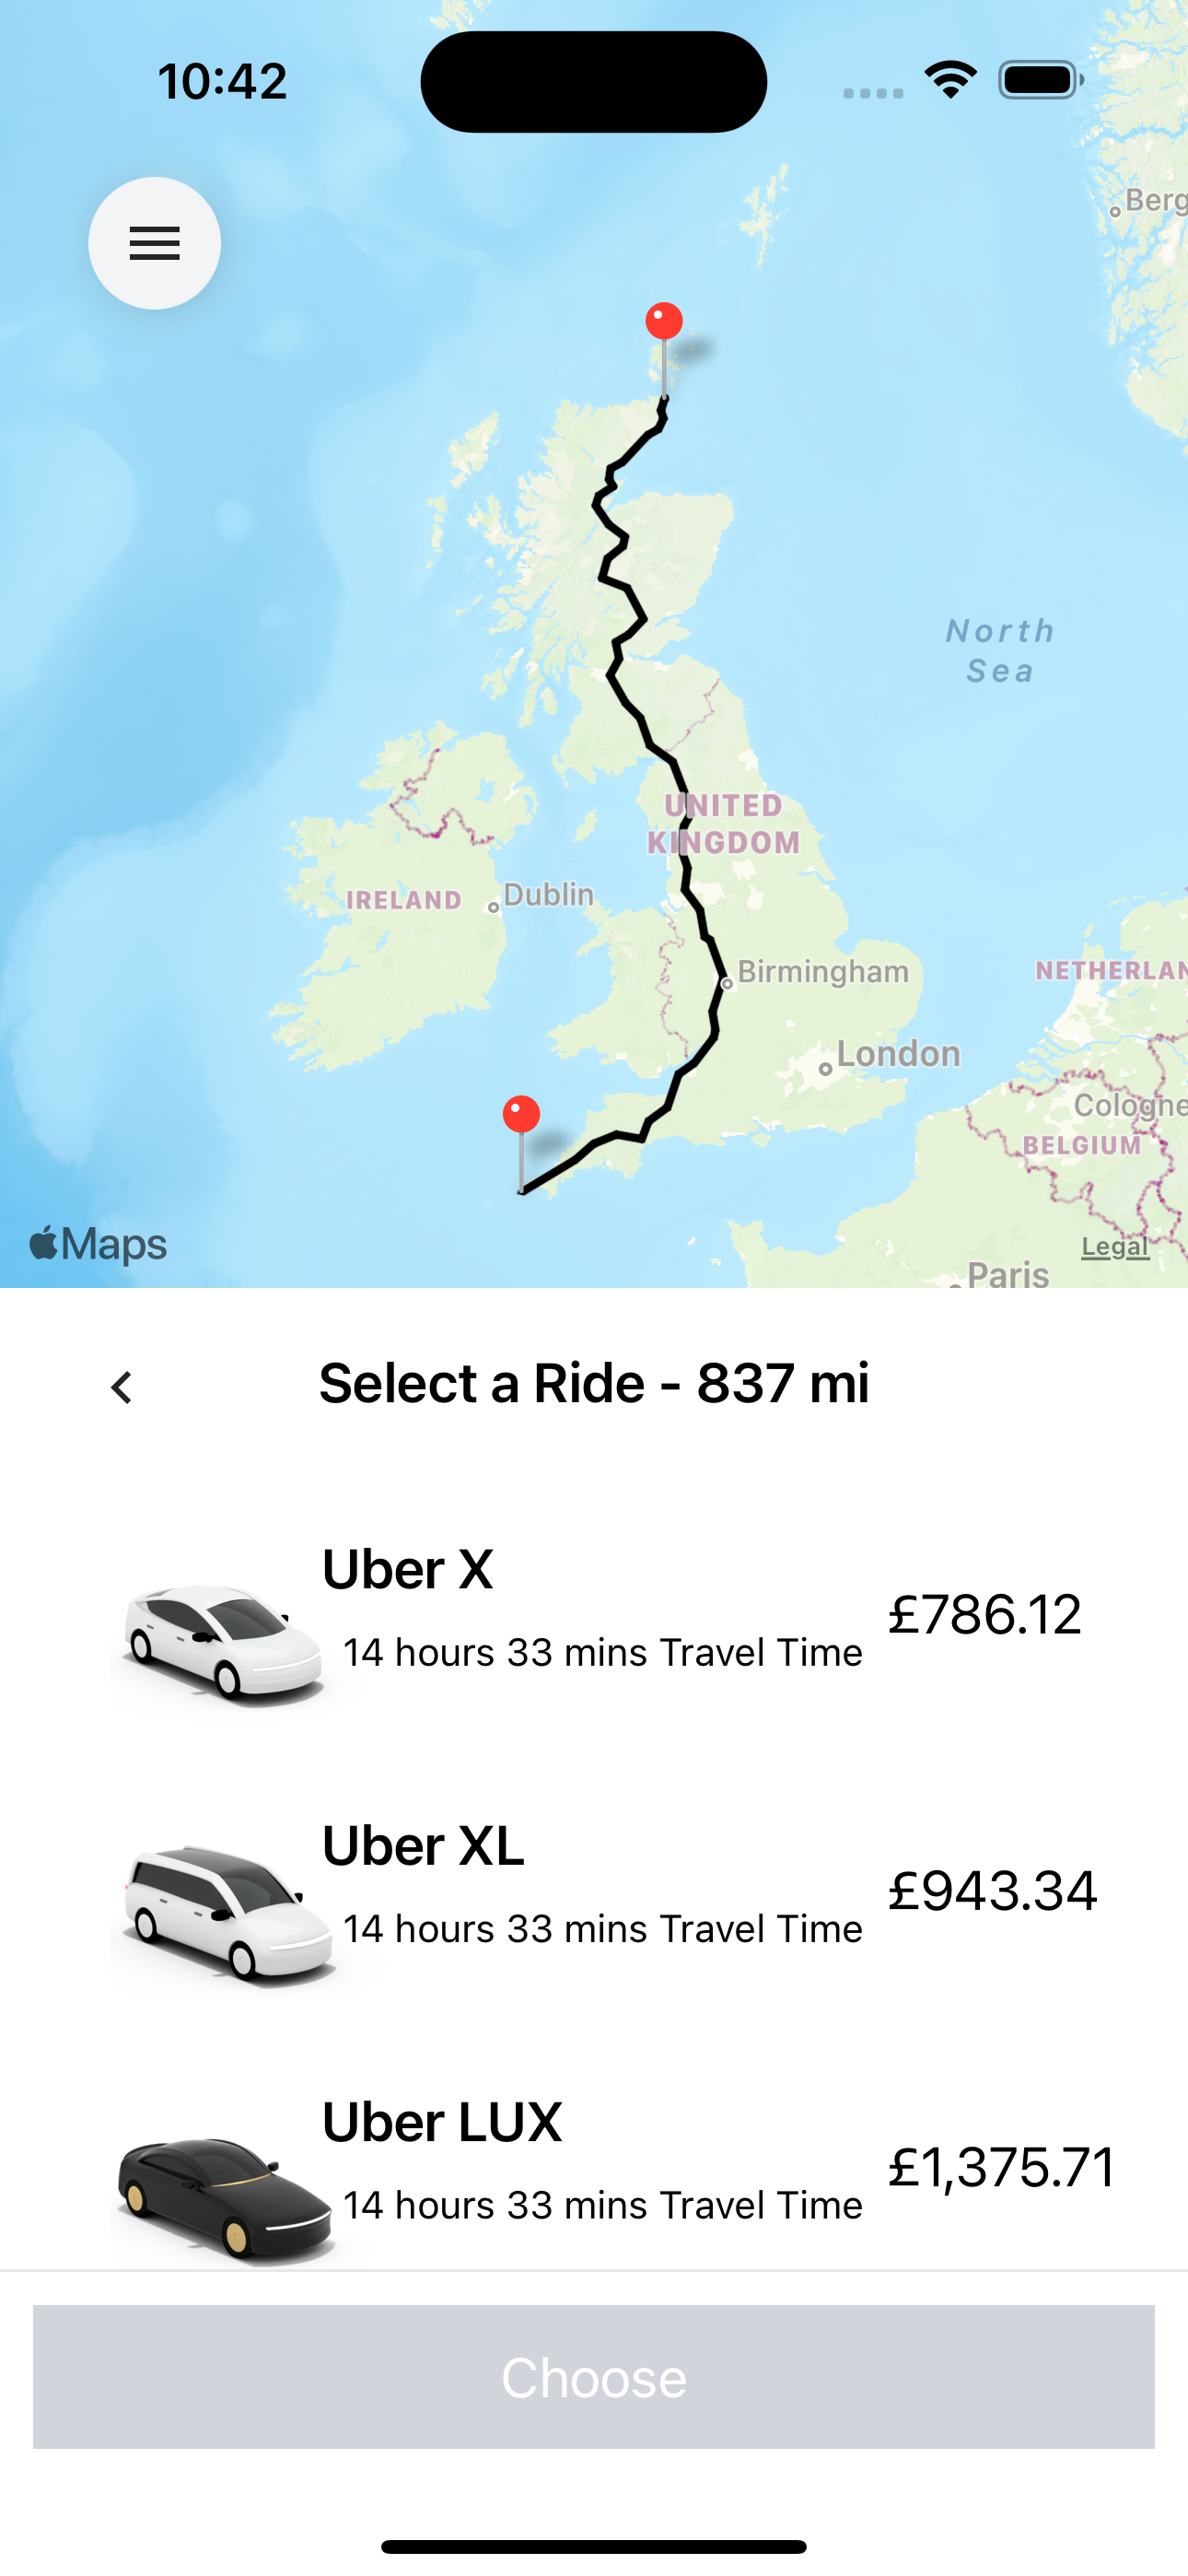 10:42
Berg
North
Sea
UNITED
KINGDOM
IRELAND
Dublin
Birmingham
NETHERLAN
London
Cologne
BELGIUM
Maps
Legal
Paris
Select a Ride - 837 mi
Uber X
14 hours 33 mins Travel Time
£786.12
Uber XL
14 hours 33 mins Travel Time
£943.34
Uber LUX
14 hours 33 mins Travel Time
£1,375.71
Choose